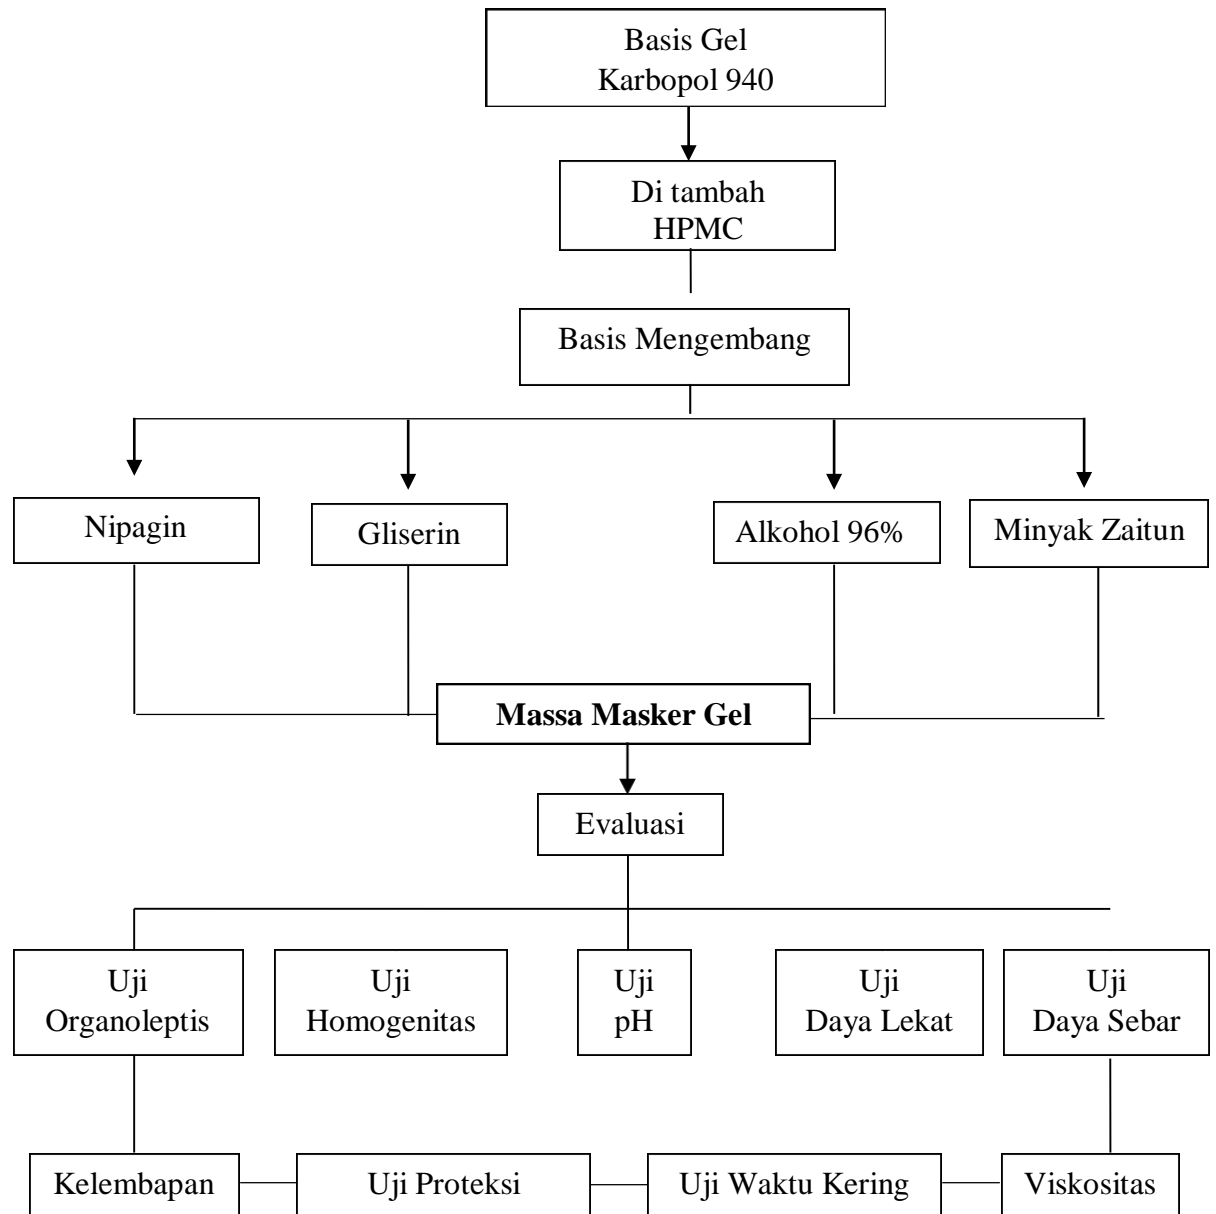 Basis Gel
Karbopol 940
Di tambah
HPMC
Basis Mengembang
Nipagin
Gliserin
Alkohol 96%
Minyak Zaitun
Massa Masker Gel
Evaluasi
Uji
Organoleptis
Uji
Homogenitas
Uji
pH
Uji
Daya Lekat
Uji
Daya Sebar
Kelembapan
Uji Proteksi
Uji Waktu Kering
Viskositas